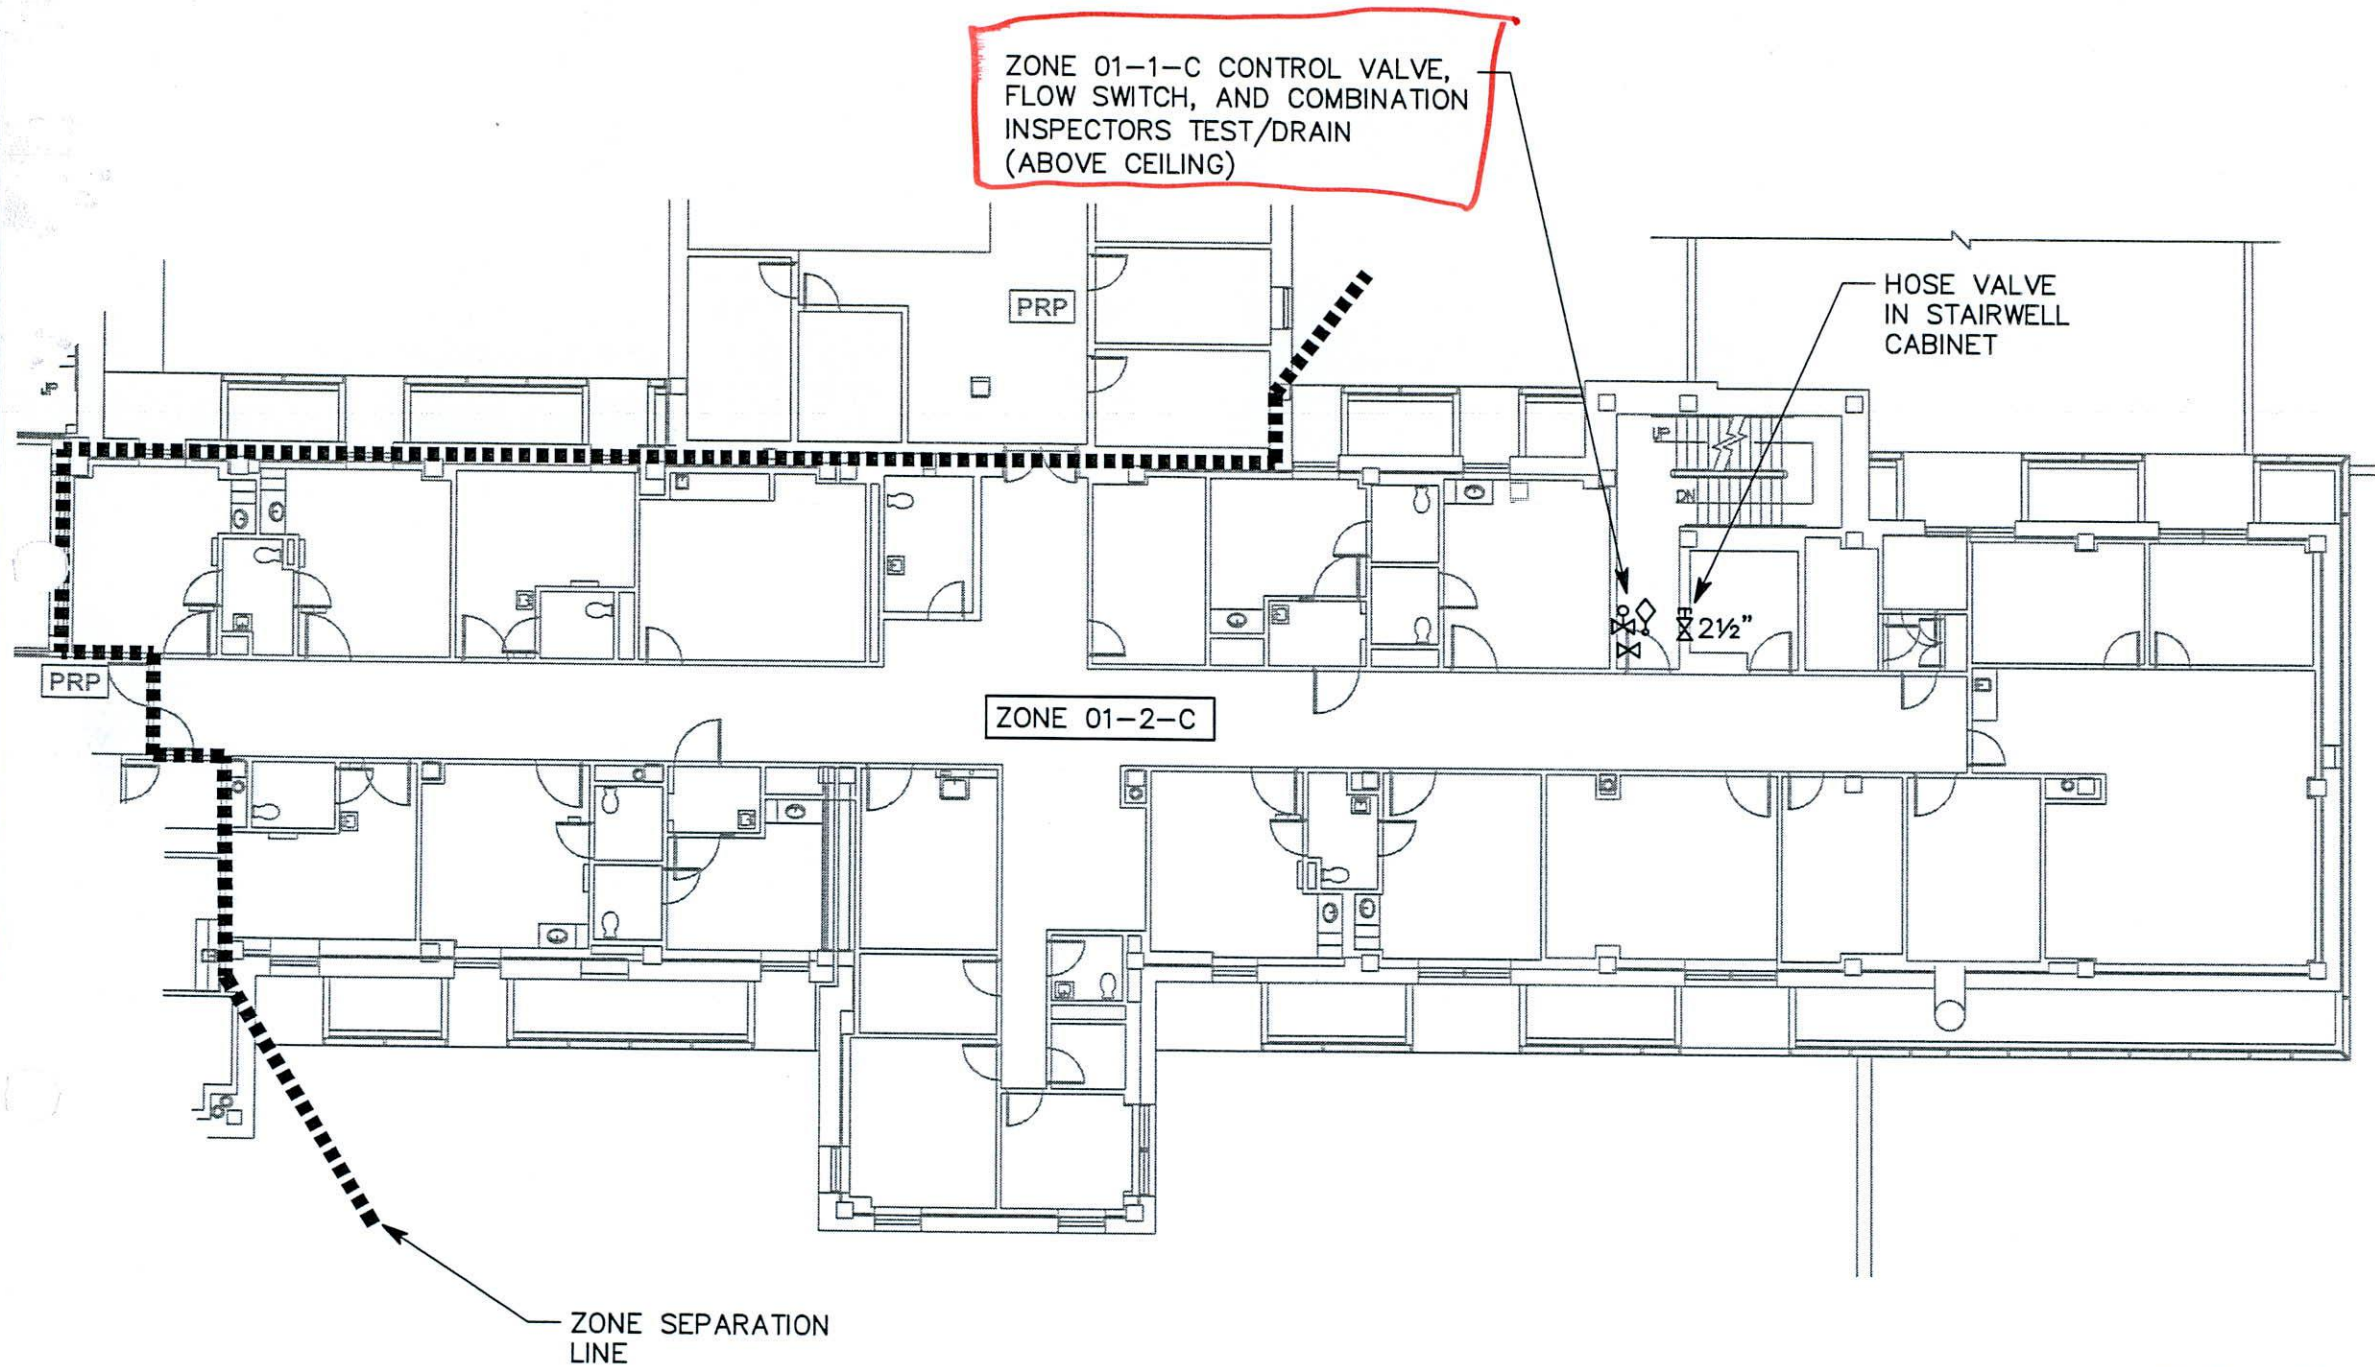 ZONE 01-1-C CONTROL VALVE,
FLOW SWITCH, AND COMBINATION
INSPECTORS TEST/DRAIN
(ABOVE CEILING)
HOSE VALVE
IN STAIRWELL
CABINET
PRP
UP
UP
DN
2½"
PRP
ZONE 01-2-C
ZONE SEPARATION
LINE